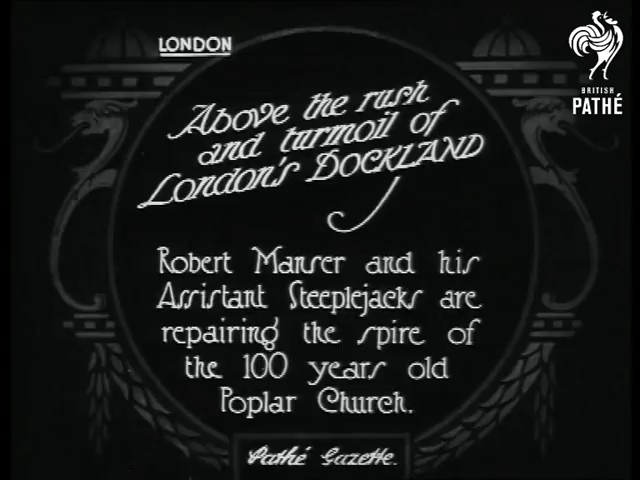 LONDON
BRITISH
PATHÉ
Above the rush
and turmoil of
London's DOCKLAND
Robert Manser and his
Assistant Steeplejacks are
repairing the spire of
the 100 years old
Poplar Church.
Pathé Gazette.